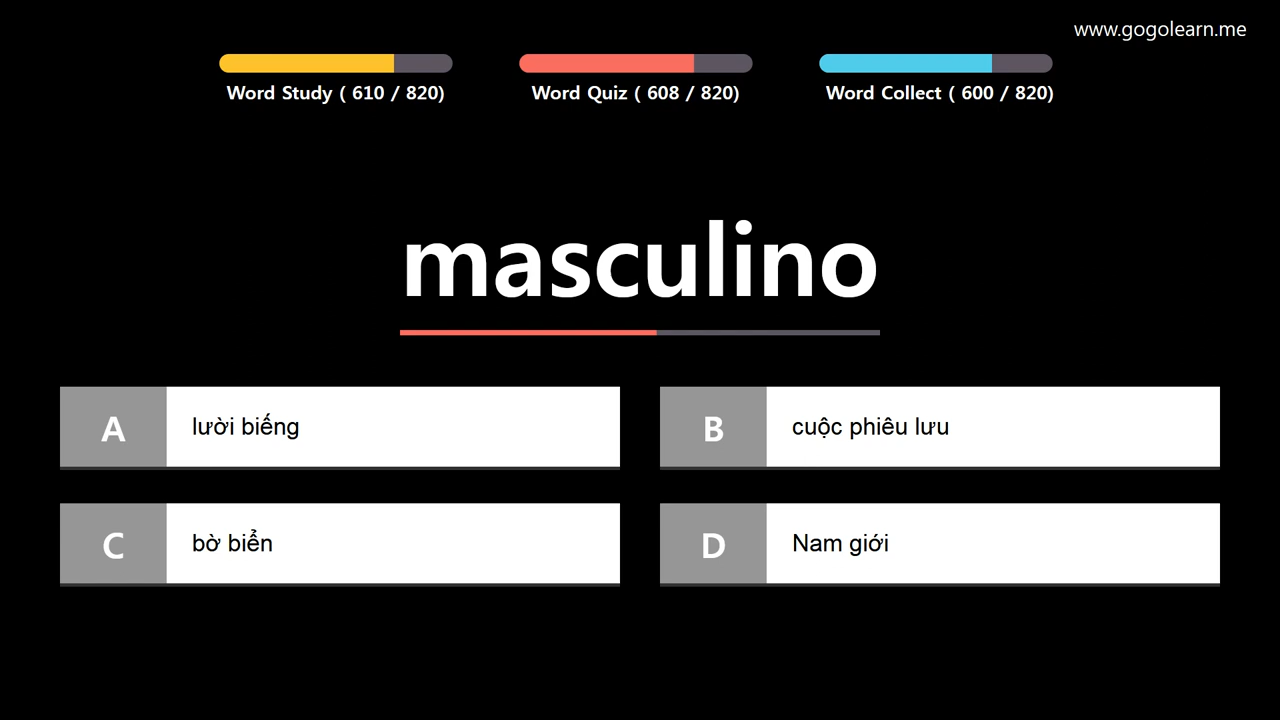 www.gogolearn.me
Word Study ( 610 / 820)
Word Quiz ( 608 / 820)
Word Collect ( 600 / 820)
masculino
A
lười biếng
B
cuộc phiêu lưu
C
bờ biển
D
Nam giới